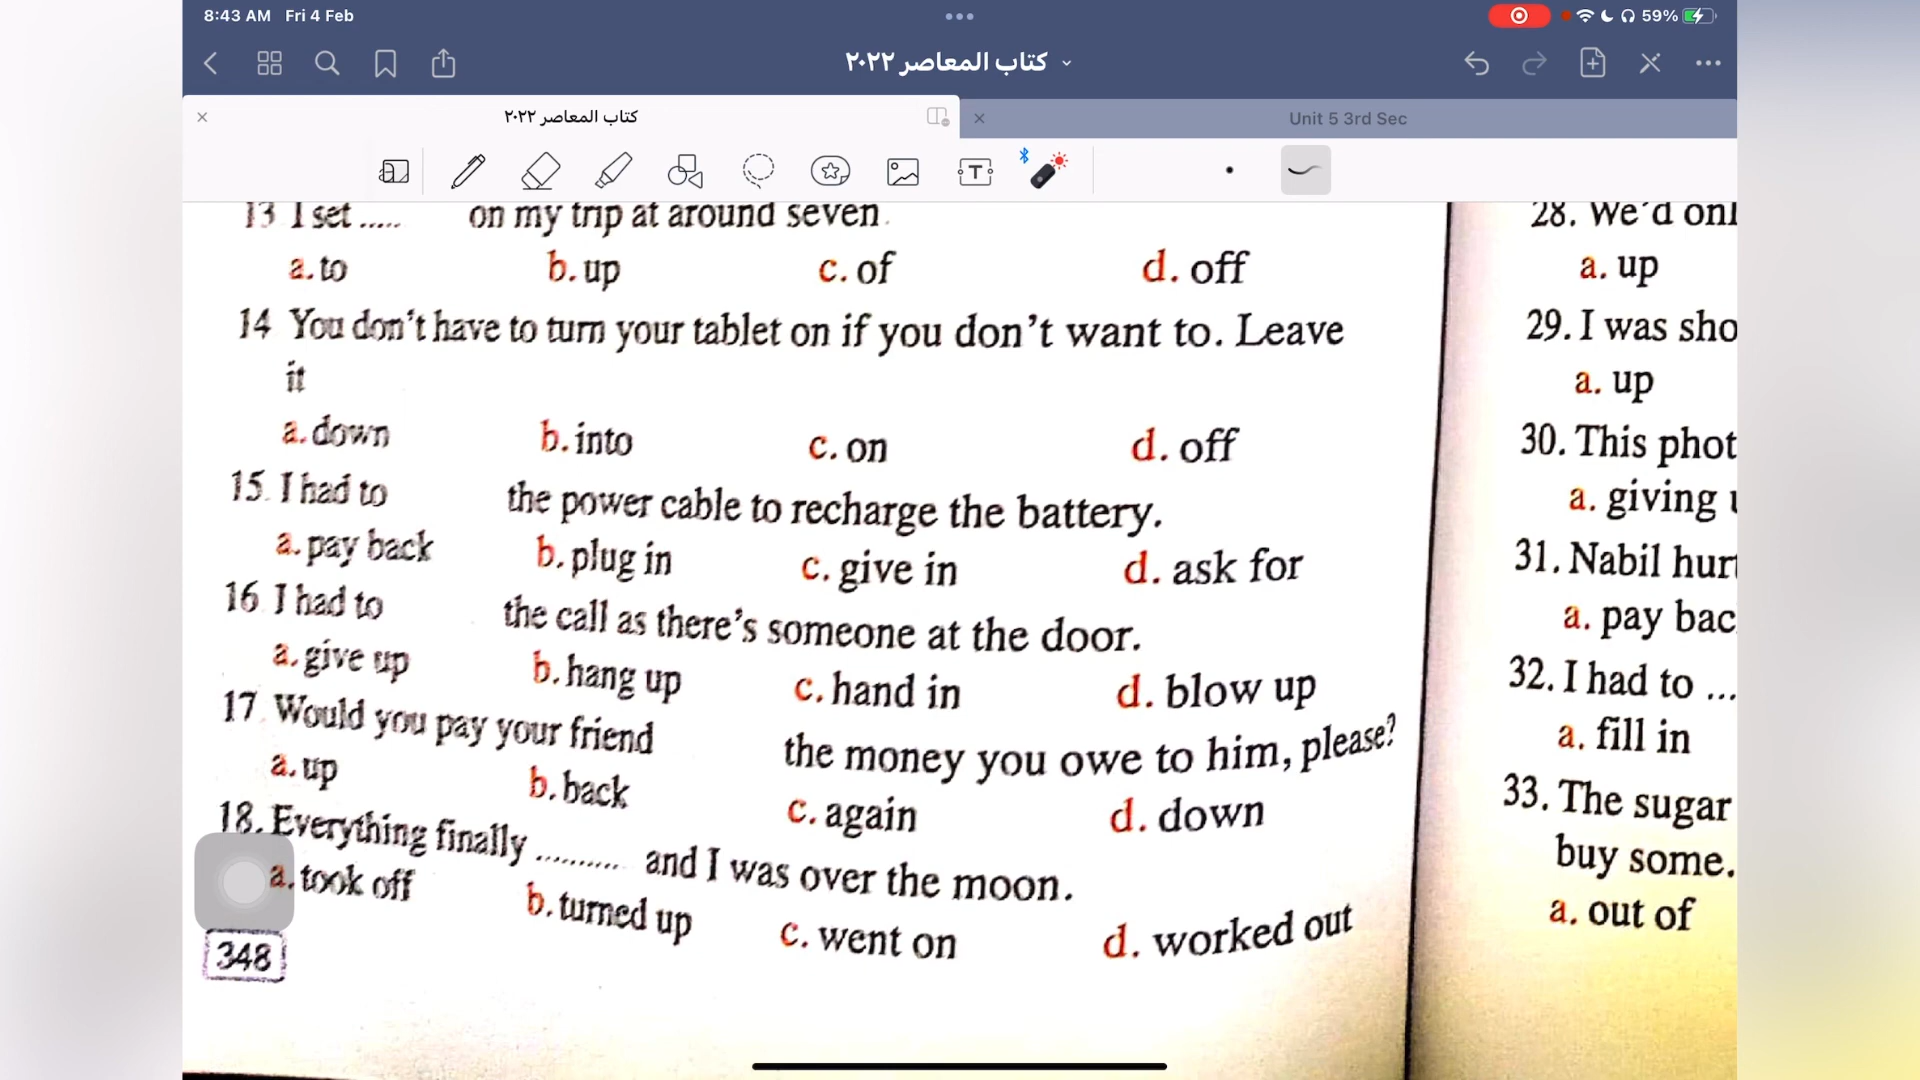 8:43 AM Fri 4 Feb
59%
كتاب المعاصر ٢٠٢٢
كتاب المعاصر ٢٠٢٢
Unit 5 3rd Sec
T
13 I set ..... on my trip at around seven.
a. to b. up c. of d. off
14 You don't have to turn your tablet on if you don't want to. Leave
it
a. down b. into c. on d. off
15. I had to the power cable to recharge the battery.
a. pay back b. plug in c. give in d. ask for
16 I had to the call as there's someone at the door.
a. give up b. hang up c. hand in d. blow up
17. Would you pay your friend the money you owe to him, please?
a. up b. back c. again d. down
18. Everything finally .......... and I was over the moon.
a. took off b. turned up c. went on d. worked out
348
28. We'd onl
a. up
29. I was sho
a. up
30. This phot
a. giving
31. Nabil hur
a. pay bac
32. I had to ...
a. fill in
33. The sugar
buy some.
a. out of